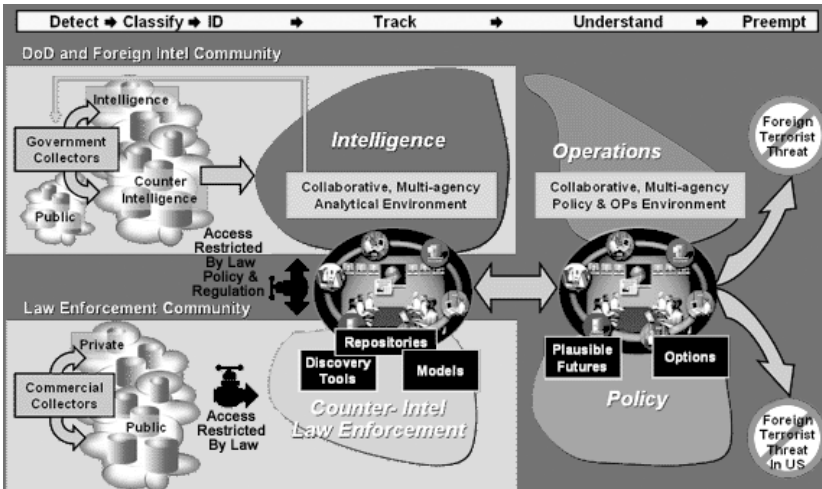 Detect ➔ Classify ➔ ID ➔ Track ➔ Understand ➔ Preempt
DoD and Foreign Intel Community
Intelligence
Government
Collectors
Counter
Intelligence
Public
Intelligence
Collaborative, Multi-agency
Analytical Environment
Operations
Collaborative, Multi-agency
Policy & OPs Environment
Foreign
Terrorist
Threat
Access
Restricted
By Law
Policy &
Regulation
Law Enforcement Community
Private
Commercial
Collectors
Public
Access
Restricted
By Law
Repositories
Discovery
Tools
Models
Counter- Intel
Law Enforcement
Plausible
Futures
Options
Policy
Foreign
Terrorist
Threat
In US